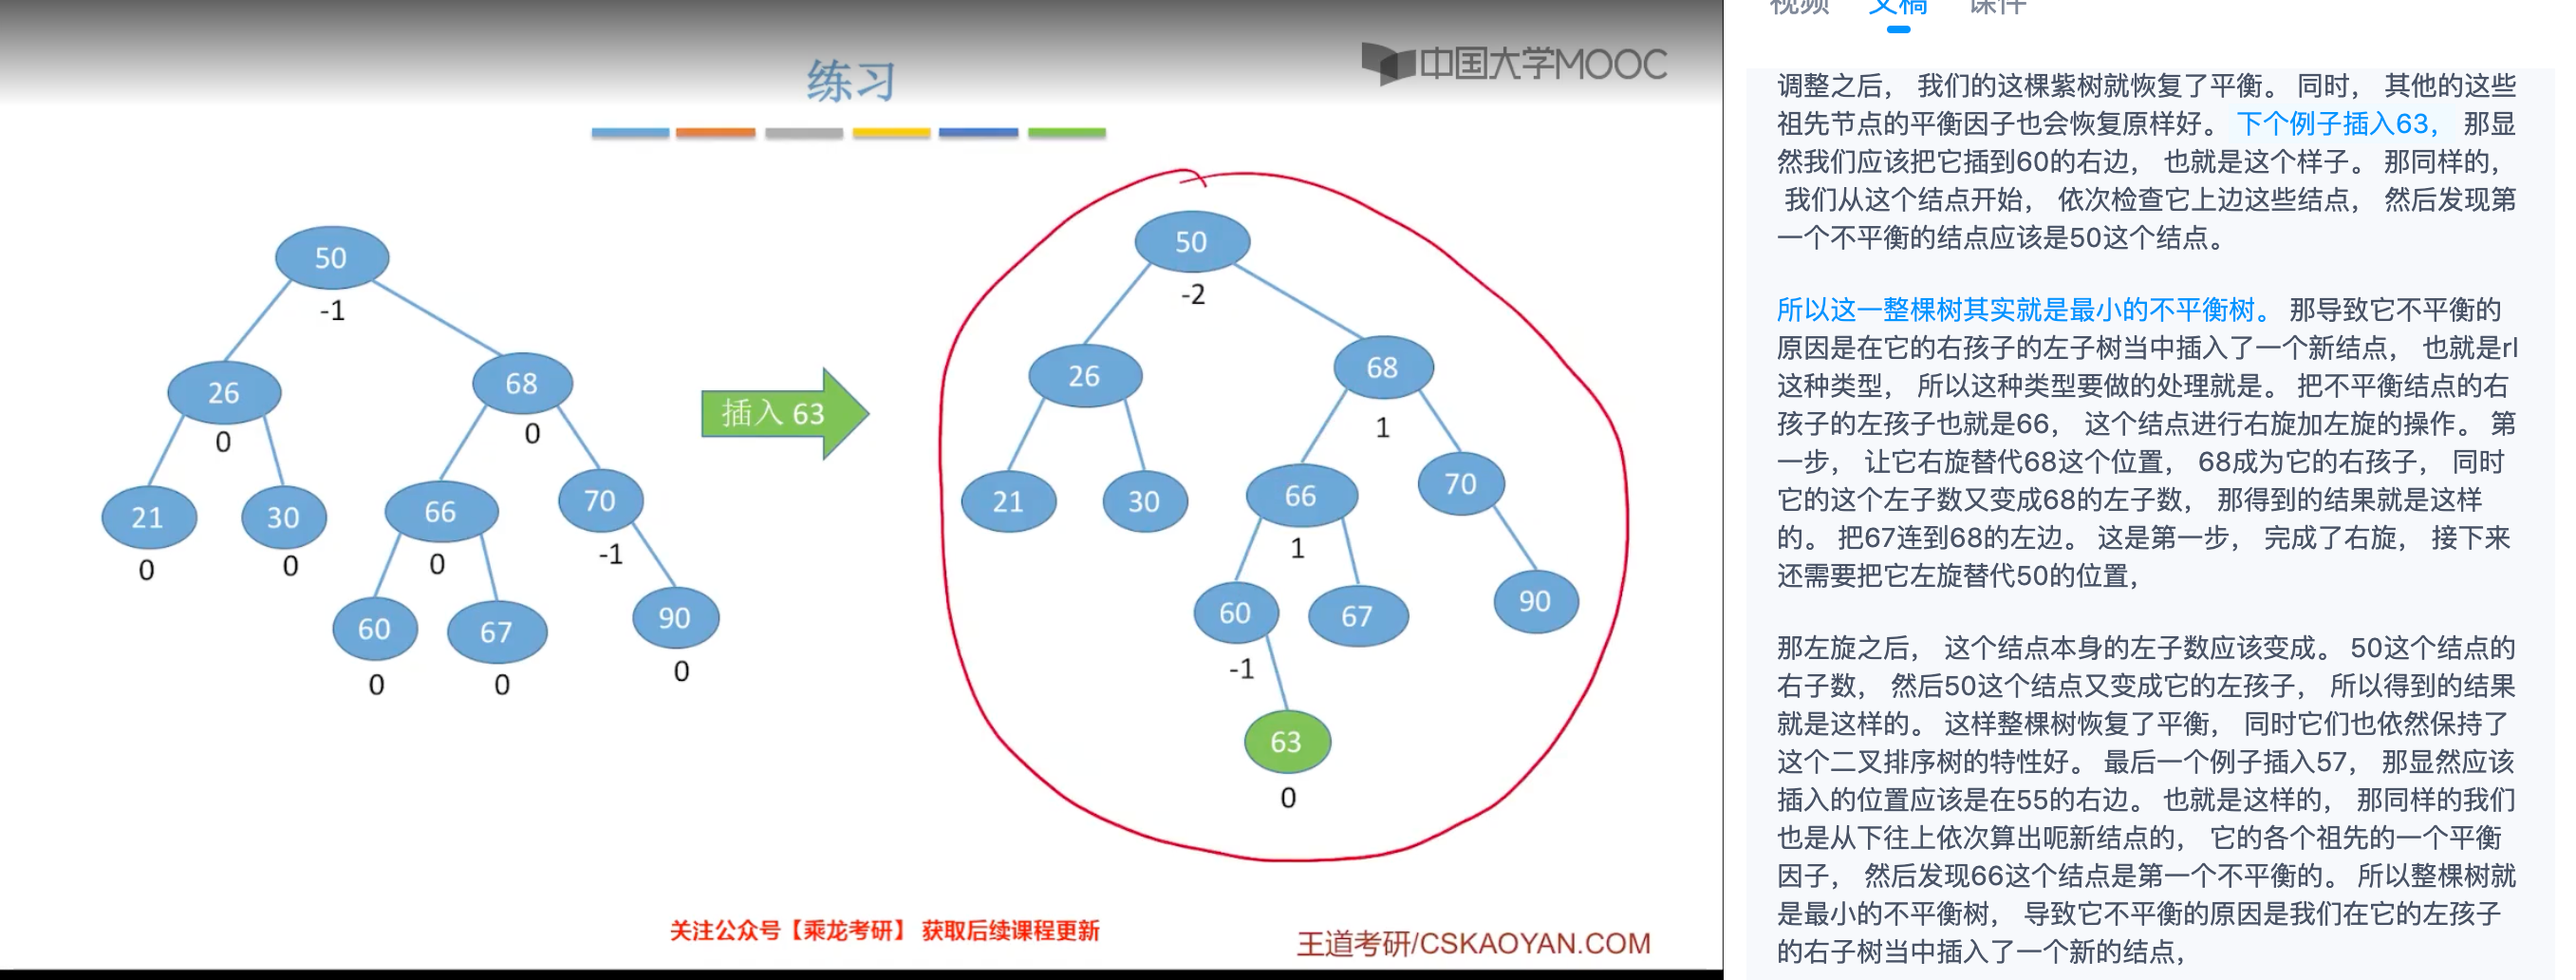 练习
中国大学MOOC
50
-1
26
68
0
0
21
30
66
70
0
0
0
-1
60
67
90
0
0
0
插入 63
50
-2
26
68
1
21
30
66
70
1
60
67
90
-1
63
0
关注公众号【乘龙考研】 获取后续课程更新
王道考研/CSKAOYAN.COM
视频 文稿 课件
调整之后， 我们的这棵紫树就恢复了平衡。 同时， 其他的这些
祖先节点的平衡因子也会恢复原样好。 下个例子插入63， 那显
然我们应该把它插到60的右边， 也就是这个样子。 那同样的，
我们从这个结点开始， 依次检查它上边这些结点， 然后发现第
一个不平衡的结点应该是50这个结点。
所以这一整棵树其实就是最小的不平衡树。 那导致它不平衡的
原因是在它的右孩子的左子树当中插入了一个新结点， 也就是rl
这种类型， 所以这种类型要做的处理就是。 把不平衡结点的右
孩子的左孩子也就是66， 这个结点进行右旋加左旋的操作。 第
一步， 让它右旋替代68这个位置， 68成为它的右孩子， 同时
它的这个左子数又变成68的左子数， 那得到的结果就是这样
的。 把67连到68的左边。 这是第一步， 完成了右旋， 接下来
还需要把它左旋替代50的位置，
那左旋之后， 这个结点本身的左子数应该变成。 50这个结点的
右子数， 然后50这个结点又变成它的左孩子， 所以得到的结果
就是这样的。 这样整棵树恢复了平衡， 同时它们也依然保持了
这个二叉排序树的特性好。 最后一个例子插入57， 那显然应该
插入的位置应该是在55的右边。 也就是这样的， 那同样的我们
也是从下往上依次算出呃新结点的， 它的各个祖先的一个平衡
因子， 然后发现66这个结点是第一个不平衡的。 所以整棵树就
是最小的不平衡树， 导致它不平衡的原因是我们在它的左孩子
的右子树当中插入了一个新的结点，